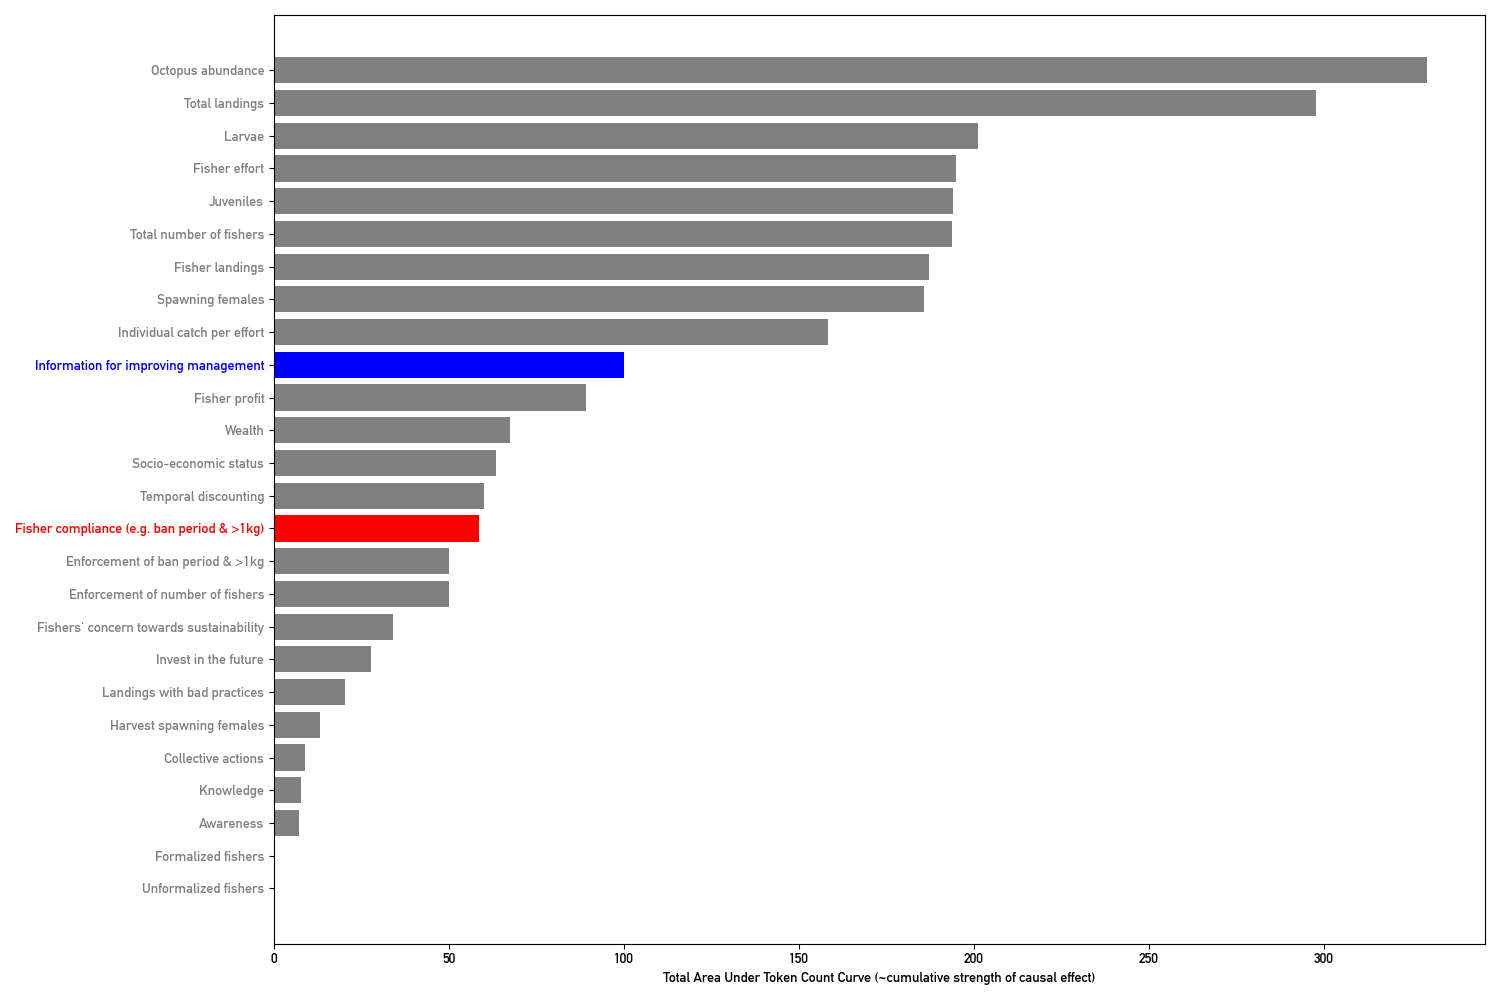 Octopus abundance
Total landings
Larvae
Fisher effort
Juveniles
Total number of fishers
Fisher landings
Spawning females
Individual catch per effort
Information for improving management
Fisher profit
Wealth
Socio-economic status
Temporal discounting
Fisher compliance (e.g. ban period & >1kg)
Enforcement of ban period & >1kg
Enforcement of number of fishers
Fishers' concern towards sustainability
Invest in the future
Landings with bad practices
Harvest spawning females
Collective actions
Knowledge
Awareness
Formalized fishers
Unformalized fishers
0 50 100 150 200 250 300
Total Area Under Token Count Curve (~cumulative strength of causal effect)